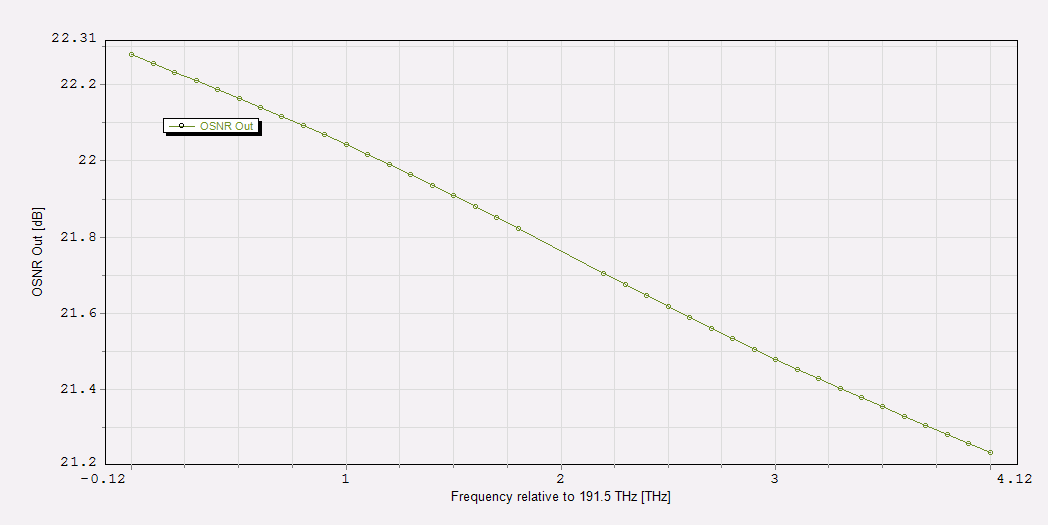 22.31
22.2
OSNR Out
22
21.8
OSNR Out [dB]
21.6
21.4
21.2
-0.12 1 2 3 4.12
Frequency relative to 191.5 THz [THz]